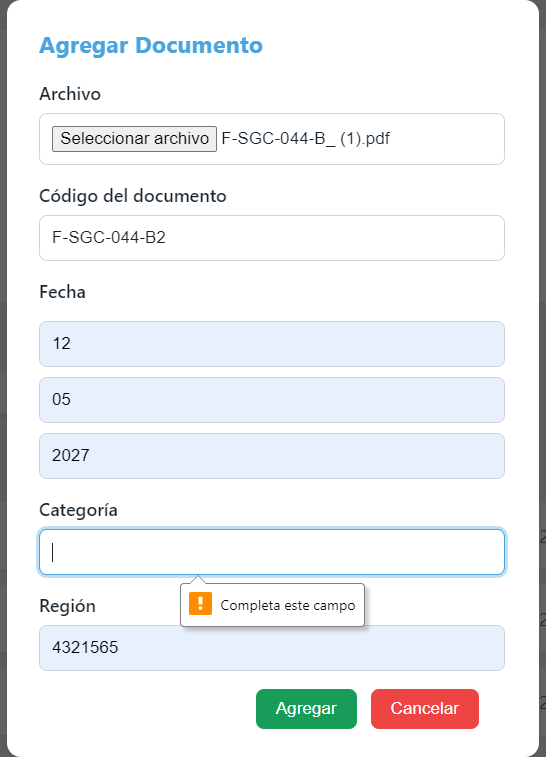 Agregar Documento
Archivo
Seleccionar archivo F-SGC-044-B_ (1).pdf
Código del documento
F-SGC-044-B2
Fecha
12
05
2027
Categoría
Completa este campo
Región
4321565
Agregar Cancelar